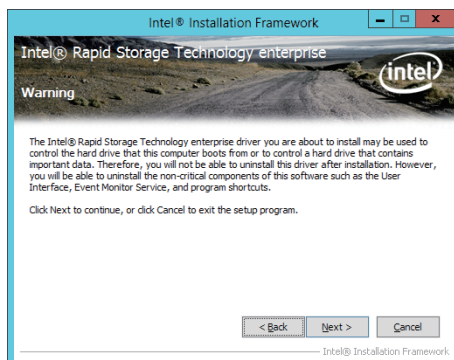 Intel® Installation Framework
Intel® Rapid Storage Technology enterprise
(intel)
Warning
The Intel® Rapid Storage Technology enterprise driver you are about to install may be used to
control the hard drive that this computer boots from or to control a hard drive that contains
important data. Therefore, you will not be able to uninstall this driver after installation. However,
you will be able to uninstall the non-critical components of this software such as the User
Interface, Event Monitor Service, and program shortcuts.
Click Next to continue, or click Cancel to exit the setup program.
< Back Next > Cancel
Intel® Installation Framework